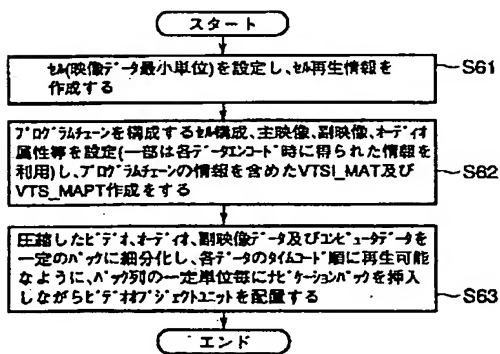 スタート
セル(映像データ最小単位)を設定し、セル再生情報を
作成する
S61
プログラムチェーンを構成するセル構成、主映像、副映像、オーディオ
属性等を設定(一部は各データエンコード時に得られた情報を
利用)し、プログラムチェーンの情報を含めたVTSI_MAT及び
VTS_MAPT作成をする
S62
圧縮したビデオ、オーディオ、副映像データ及びコンピュータデータを
一定のパックに細分化し、各データのタイムコード順に再生可能
なように、パック列の一定単位毎にナビゲーションパックを挿入
しながらビデオオブジェクトユニットを配置する
S63
エンド